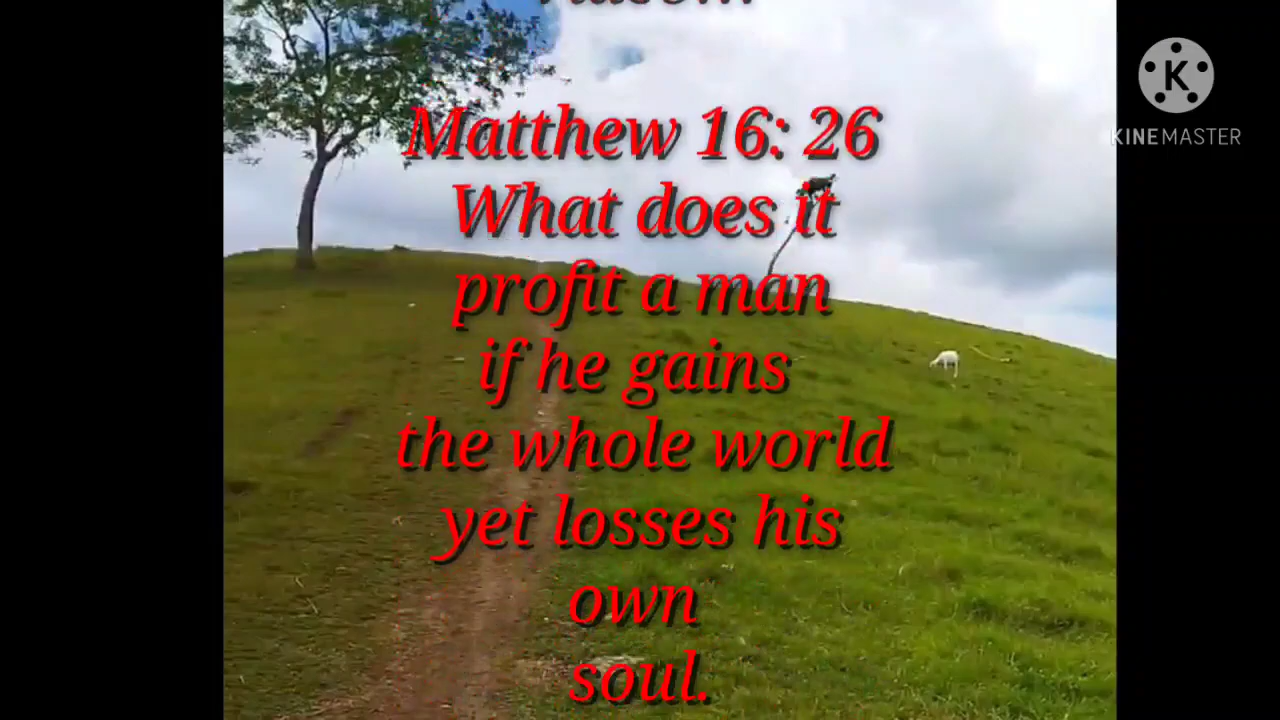 Matthew 16: 26
What does it
profit a man
if he gains
the whole world
yet losses his
own
soul.
K
KINEMASTER